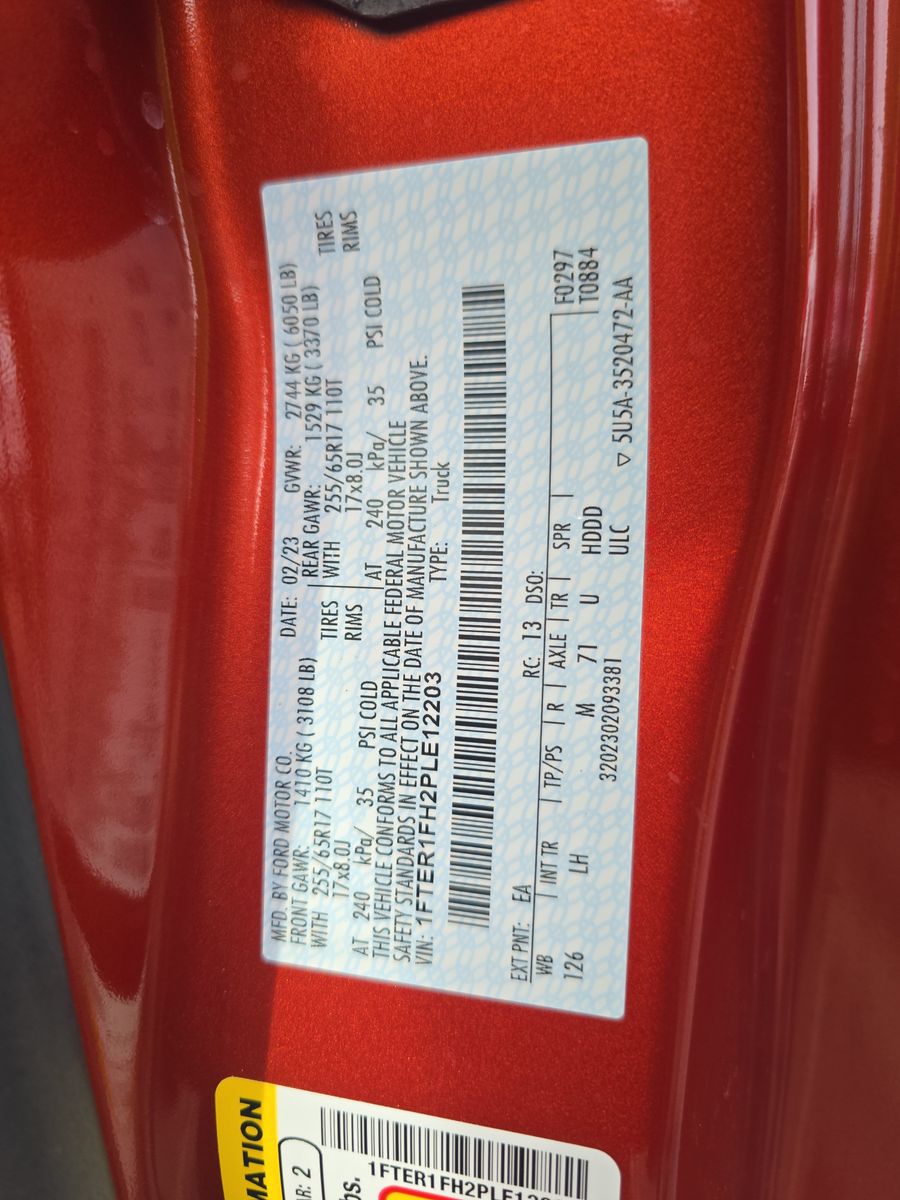 MFD. BY FORD MOTOR CO.
DATE: 02/23 GVWR: 2744 KG ( 6050 LB)
FRONT GAWR: 1410 KG ( 3108 LB)
WITH 255/65R17 110T TIRES
17x8.0J RIMS
AT 240 kPa/ 35 PSI COLD
REAR GAWR: 1529 KG ( 3370 LB)
WITH 255/65R17 110T TIRES
17x8.0J RIMS
AT 240 kPa/ 35 PSI COLD
THIS VEHICLE CONFORMS TO ALL APPLICABLE FEDERAL MOTOR VEHICLE
SAFETY STANDARDS IN EFFECT ON THE DATE OF MANUFACTURE SHOWN ABOVE.
VIN: 1FTER1FH2PLE12203 TYPE: Truck
EXT PNT: EA RC: 13 DSO:
WB INT TR TP/PS R AXLE TR SPR F0297
126 LH M 71 U HDDD T0884
ULC
3202302093381
▽ 5U5A-3520472-AA
MATION
R: 2
bs.